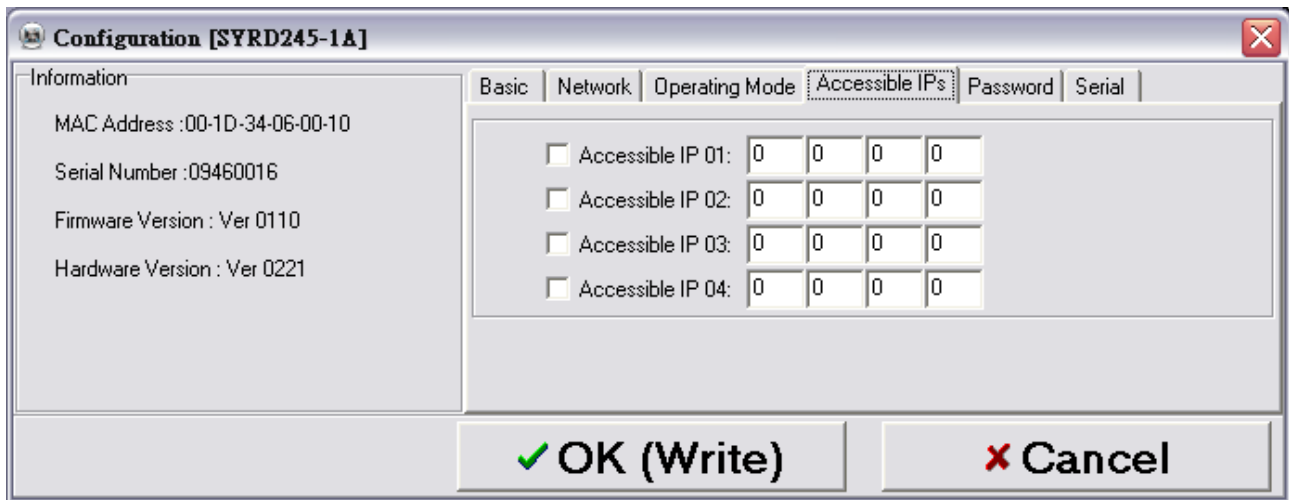 Configuration [SYRD245-1A]
Information
MAC Address :00-1D-34-06-00-10
Serial Number :09460016
Firmware Version : Ver 0110
Hardware Version : Ver 0221
Basic Network Operating Mode Accessible IPs Password Serial
Accessible IP 01: 0 0 0 0
Accessible IP 02: 0 0 0 0
Accessible IP 03: 0 0 0 0
Accessible IP 04: 0 0 0 0
OK (Write) Cancel